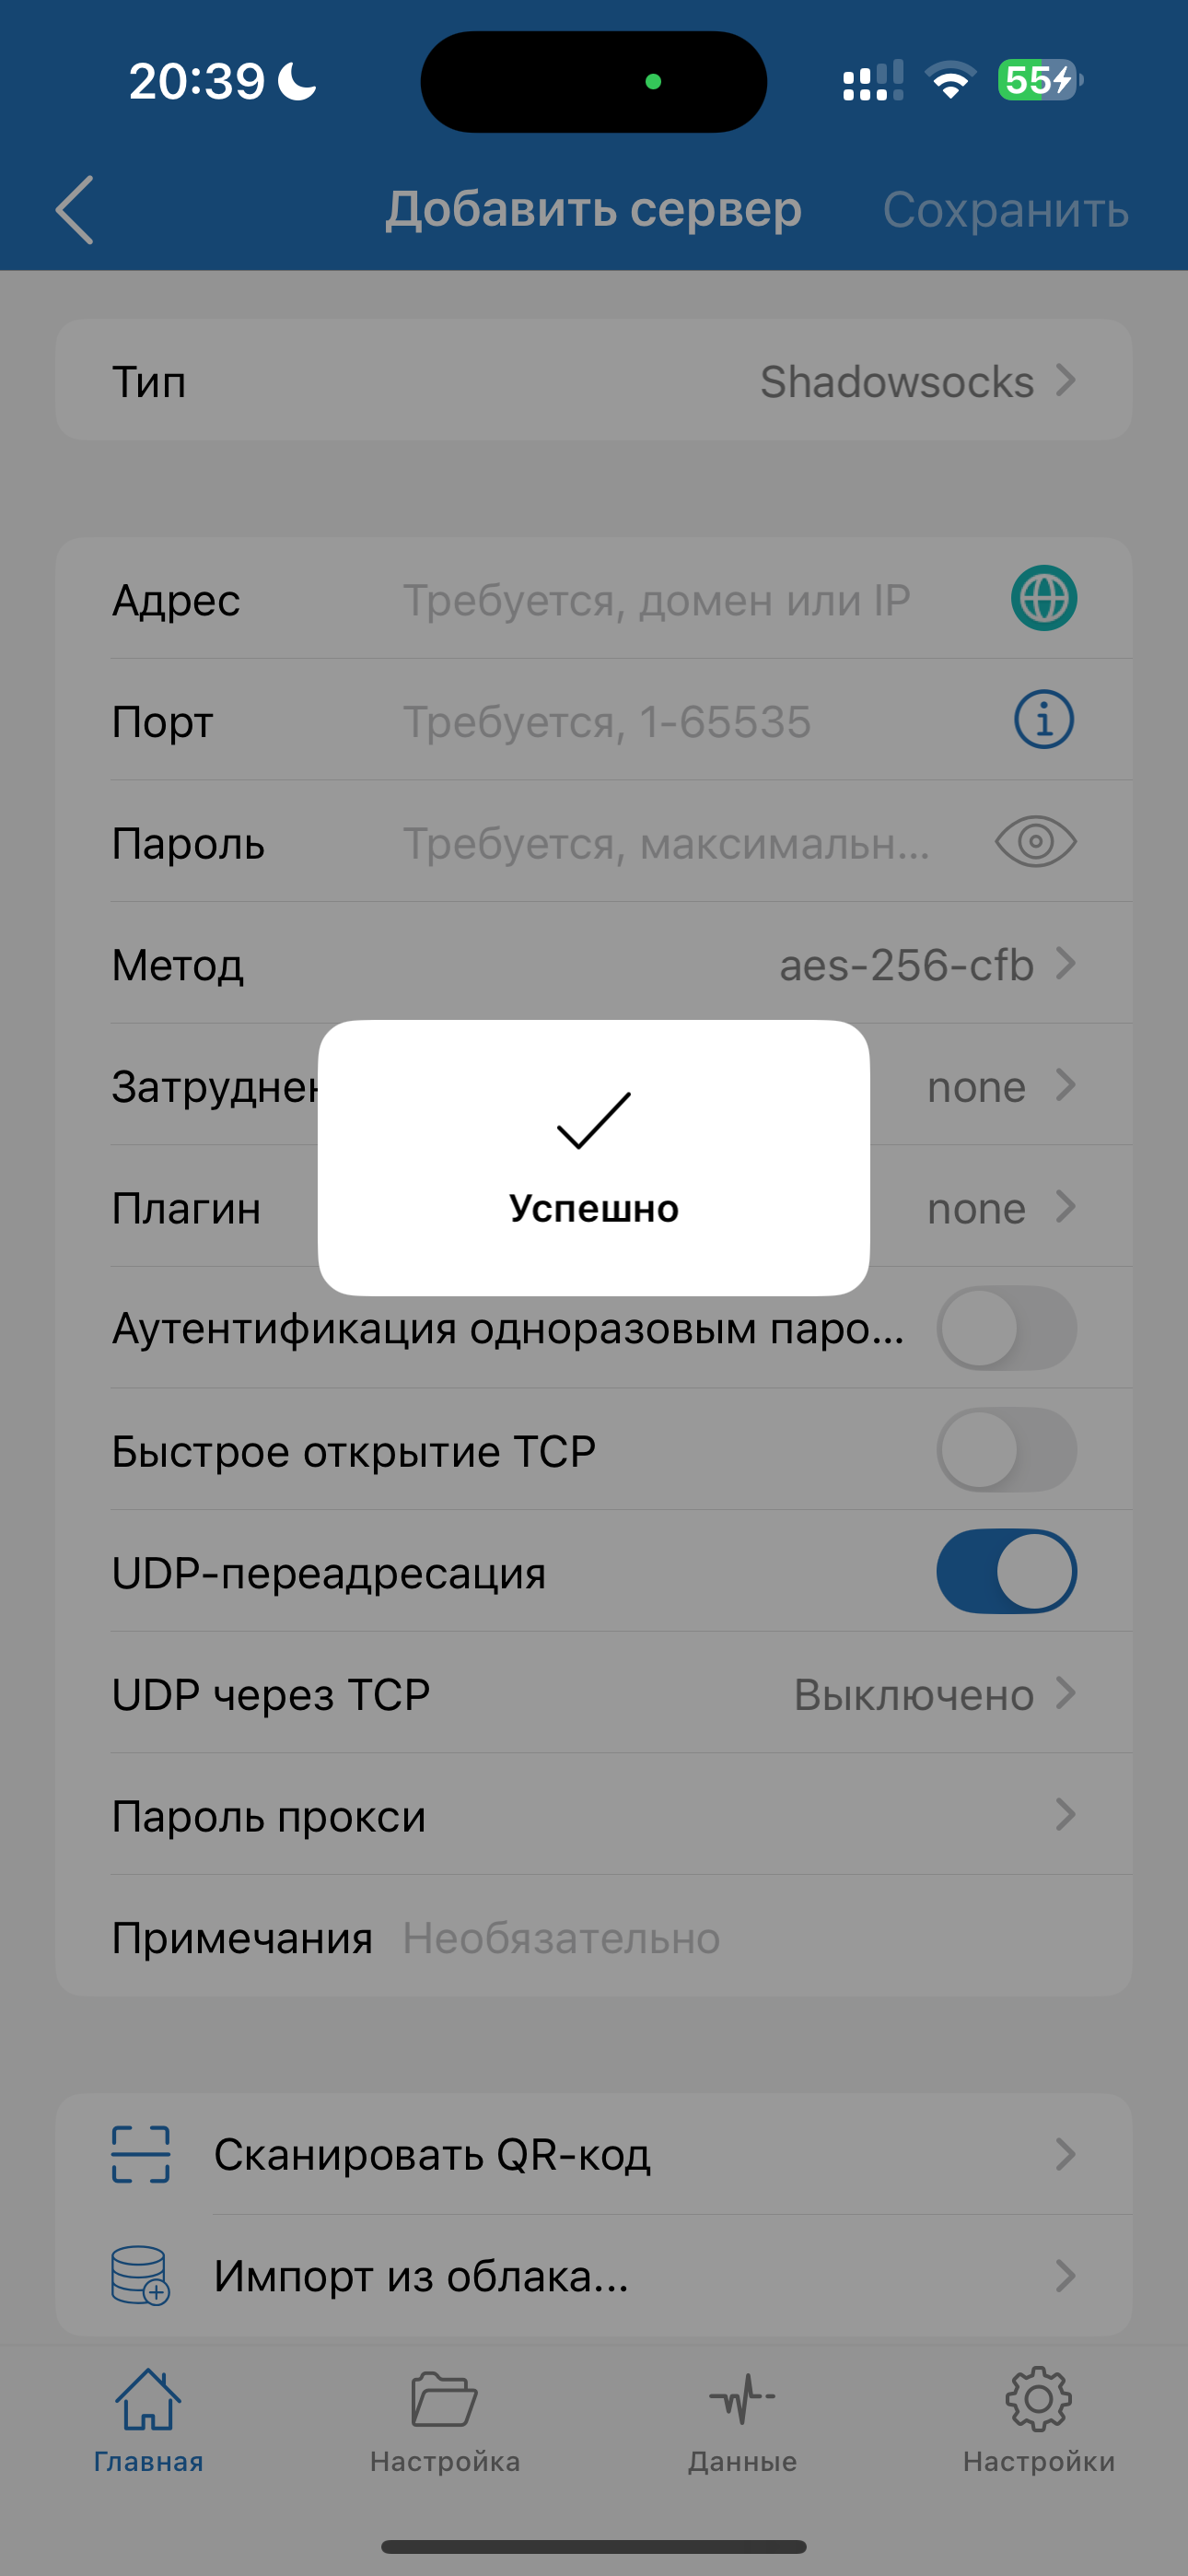 20:39
55
Добавить сервер
Сохранить
Тип Shadowsocks
Адрес Требуется, домен или IP
Порт Требуется, 1-65535
Пароль Требуется, максимальн...
Метод aes-256-cfb
none
Успешно
Плагин none
Аутентификация одноразовым паро...
Быстрое открытие TCP
UDP-переадресация
UDP через TCP Выключено
Пароль прокси
Примечания Необязательно
Сканировать QR-код
Импорт из облака...
Главная Настройка Данные Настройки